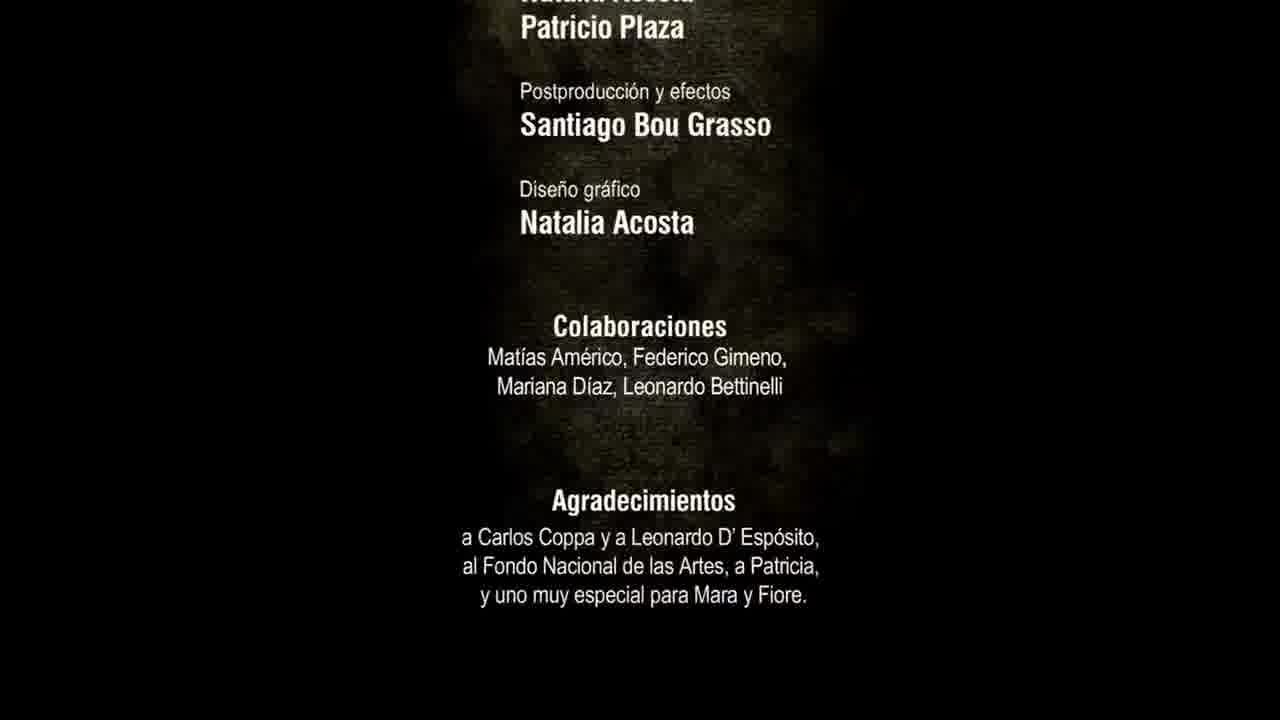 Natalia Acosta
Patricio Plaza
Postproducción y efectos
Santiago Bou Grasso
Diseño gráfico
Natalia Acosta
Colaboraciones
Matías Américo, Federico Gimeno,
Mariana Díaz, Leonardo Bettinelli
Agradecimientos
a Carlos Coppa y a Leonardo D’ Espósito,
al Fondo Nacional de las Artes, a Patricia,
y uno muy especial para Mara y Fiore.